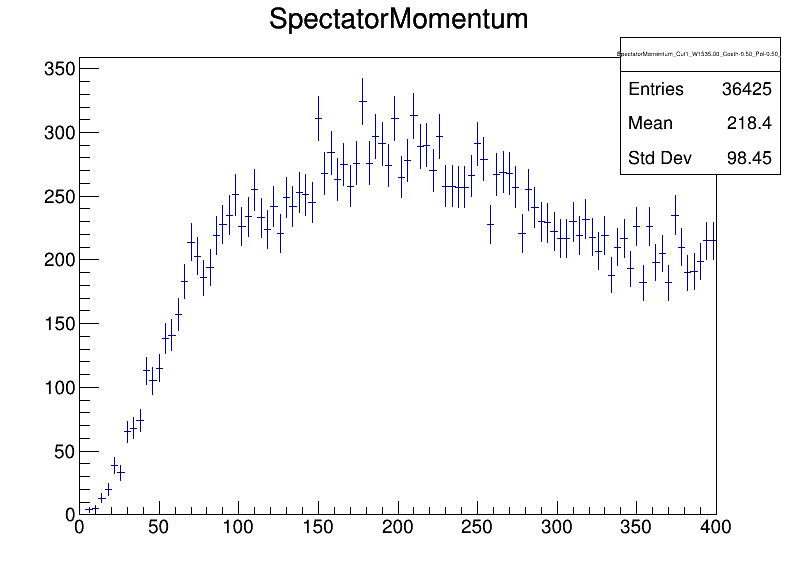 SpectatorMomentum
SpectatorMomentum_Cut1_W1535.00_Costh-0.50_Pol-0.50_
Entries 36425
Mean 218.4
Std Dev 98.45
350
300
250
200
150
100
50
0
0 50 100 150 200 250 300 350 400